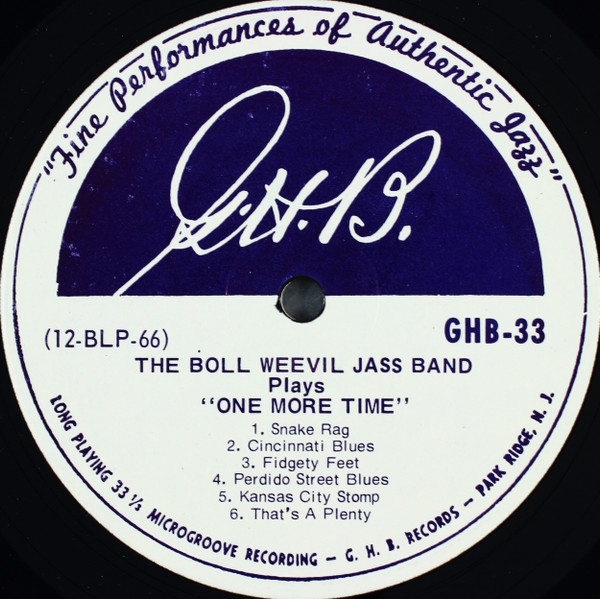 "Fine Performances of Authentic Jazz"
G.H.B.
(12-BLP-66)
GHB-33
THE BOLL WEEVIL JASS BAND
Plays
"ONE MORE TIME"
1. Snake Rag
2. Cincinnati Blues
3. Fidgety Feet
4. Perdido Street Blues
5. Kansas City Stomp
6. That's A Plenty
LONG PLAYING 33 ⅓ MICROGROOVE RECORDING – G. H. B. RECORDS – PARK RIDGE, N. J.